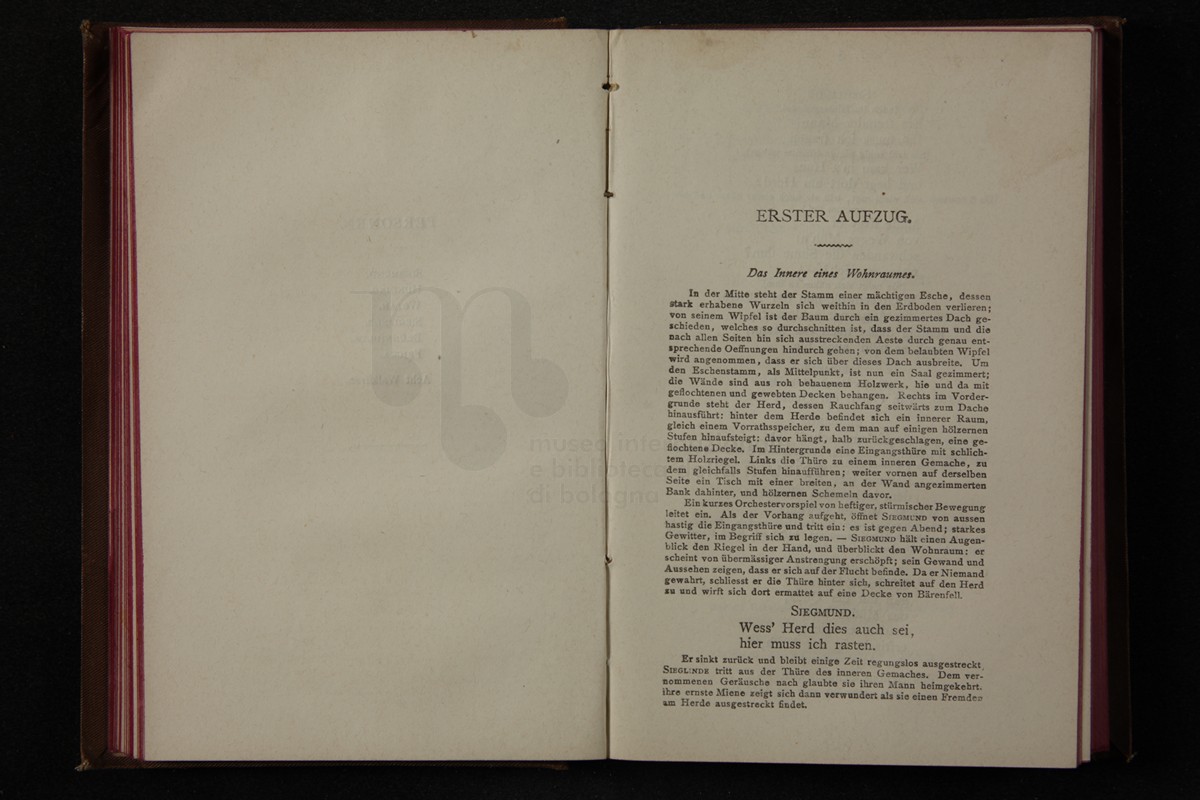 museo inte
e biblioteca
di bologna
ERSTER AUFZUG.
Das Innere eines Wohnraumes.
In der Mitte steht der Stamm einer mächtigen Esche, dessen
stark erhabene Wurzeln sich weithin in den Erdboden verlieren;
von seinem Wipfel ist der Baum durch ein gezimmertes Dach ge-
schieden, welches so durchschnitten ist, dass der Stamm und die
nach allen Seiten hin sich ausstreckenden Aeste durch genau ent-
sprechende Oeffnungen hindurch gehen; von dem belaubten Wipfel
wird angenommen, dass er sich über dieses Dach ausbreite. Um
den Eschenstamm, als Mittelpunkt, ist nun ein Saal gezimmert;
die Wände sind aus roh behauenem Holzwerk, hie und da mit
geflochtenen und gewebten Decken behangen. Rechts im Vorder-
grunde steht der Herd, dessen Rauchfang seitwärts zum Dache
hinausführt: hinter dem Herde befindet sich ein innerer Raum,
gleich einem Vorrathsspeicher, zu dem man auf einigen hölzernen
Stufen hinaufsteigt: davor hängt, halb zurückgeschlagen, eine ge-
flochtene Decke. Im Hintergrunde eine Eingangsthüre mit schlich-
tem Holzriegel. Links die Thüre zu einem inneren Gemache, zu
dem gleichfalls Stufen hinaufführen; weiter vornen auf derselben
Seite ein Tisch mit einer breiten, an der Wand angezimmerten
Bank dahinter, und hölzernen Schemeln davor.
Ein kurzes Orchestervorspiel von heftiger, stürmischer Bewegung
leitet ein. Als der Vorhang aufgeht, öffnet SIEGMUND von aussen
hastig die Eingangsthüre und tritt ein: es ist gegen Abend; starkes
Gewitter, im Begriff sich zu legen. — SIEGMUND hält einen Augen-
blick den Riegel in der Hand, und überblickt den Wohnraum: er
scheint von übermässiger Anstrengung erschöpft; sein Gewand und
Aussehen zeigen, dass er sich auf der Flucht befinde. Da er Niemand
gewahrt, schliesst er die Thüre hinter sich, schreitet auf den Herd
zu und wirft sich dort ermattet auf eine Decke von Bärenfell.
SIEGMUND.
Wess' Herd dies auch sei,
hier muss ich rasten.
Er sinkt zurück und bleibt einige Zeit regungslos ausgestreckt.
SIEGLINDE tritt aus der Thüre des inneren Gemaches. Dem ver-
nommenen Geräusche nach glaubte sie ihren Mann heimgekehrt.
ihre ernste Miene zeigt sich dann verwundert als sie einen Fremden
am Herde ausgestreckt findet.